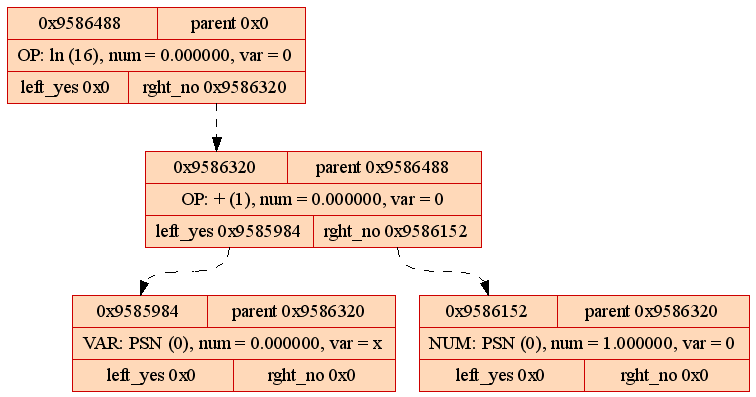 0x9586488 parent 0x0
OP: ln (16), num = 0.000000, var = 0
left_yes 0x0 rght_no 0x9586320
0x9586320 parent 0x9586488
OP: + (1), num = 0.000000, var = 0
left_yes 0x9585984 rght_no 0x9586152
0x9585984 parent 0x9586320
VAR: PSN (0), num = 0.000000, var = x
left_yes 0x0 rght_no 0x0
0x9586152 parent 0x9586320
NUM: PSN (0), num = 1.000000, var = 0
left_yes 0x0 rght_no 0x0